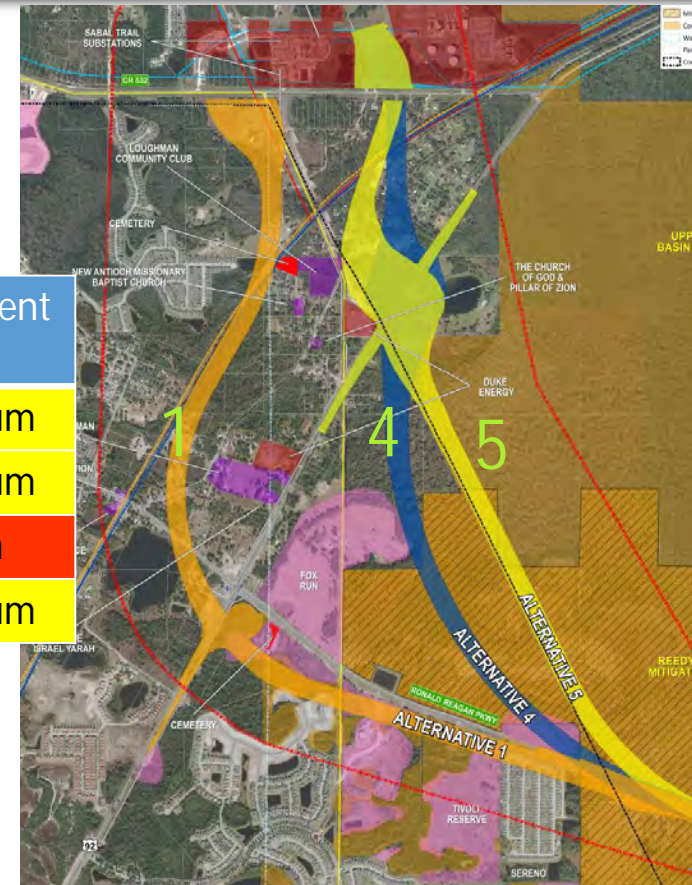 SABAL TRAIL
SUBSTATIONS
CR 532
LOUGHMAN
COMMUNITY CLUB
CEMETERY
NEW ANTIOCH MISSIONARY
BAPTIST CHURCH
THE CHURCH
OF GOD &
PILLAR OF ZION
UPP
BASIN
DUKE
ENERGY
ent
um
um
um
MAN
1
4
5
FOX
RUN
ISRAEL YARAH
CEMETERY
ALTERNATIVE 5
ALTERNATIVE 4
ALTERNATIVE 1
RONALD REAGAN PKWY
REEDY
MITIGAT
TIVOLI
RESERVE
SERENO
92